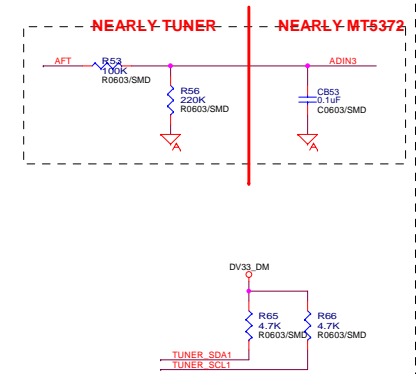 NEARLY TUNER NEARLY MT5372
AFT R53 ADIN3
100K
R0603/SMD
R56
220K
R0603/SMD
CB53
0.1uF
C0603/SMD
A A
DV33_DM
R65 R66
4.7K 4.7K
R0603/SMD R0603/SMD
TUNER_SDA1
TUNER_SCL1